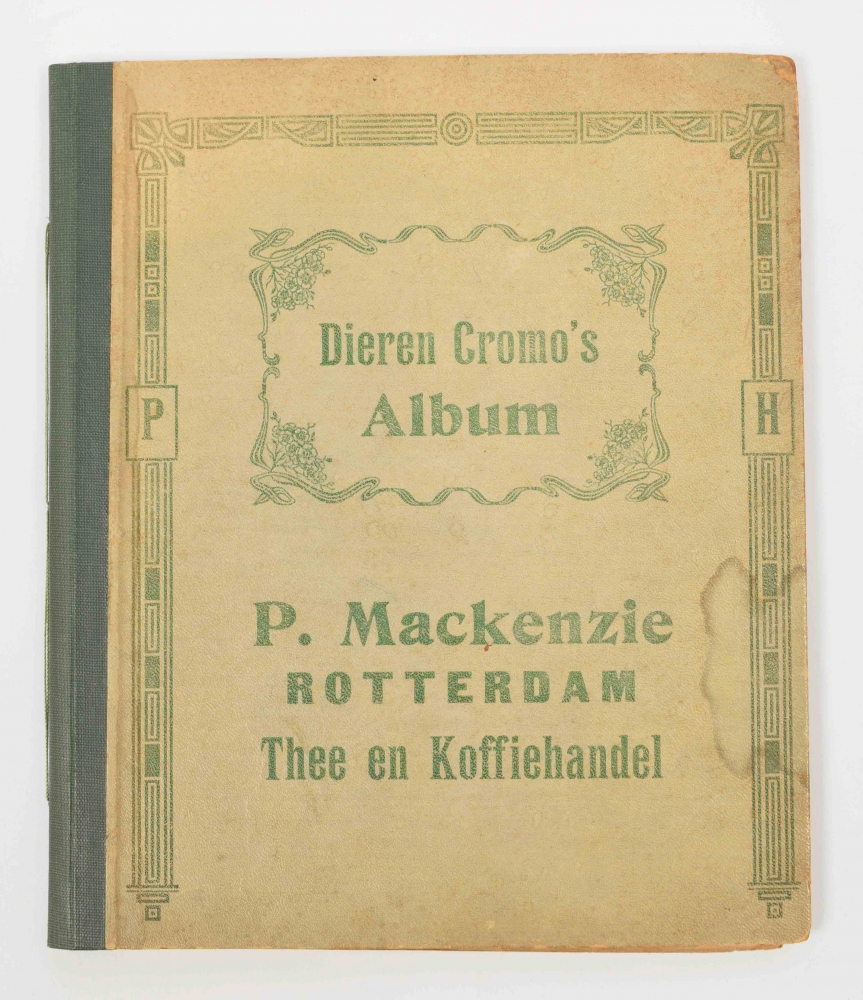 Dieren Cromo's
Album
P
H
P. Mackenzie
ROTTERDAM
Thee en Koffiehandel